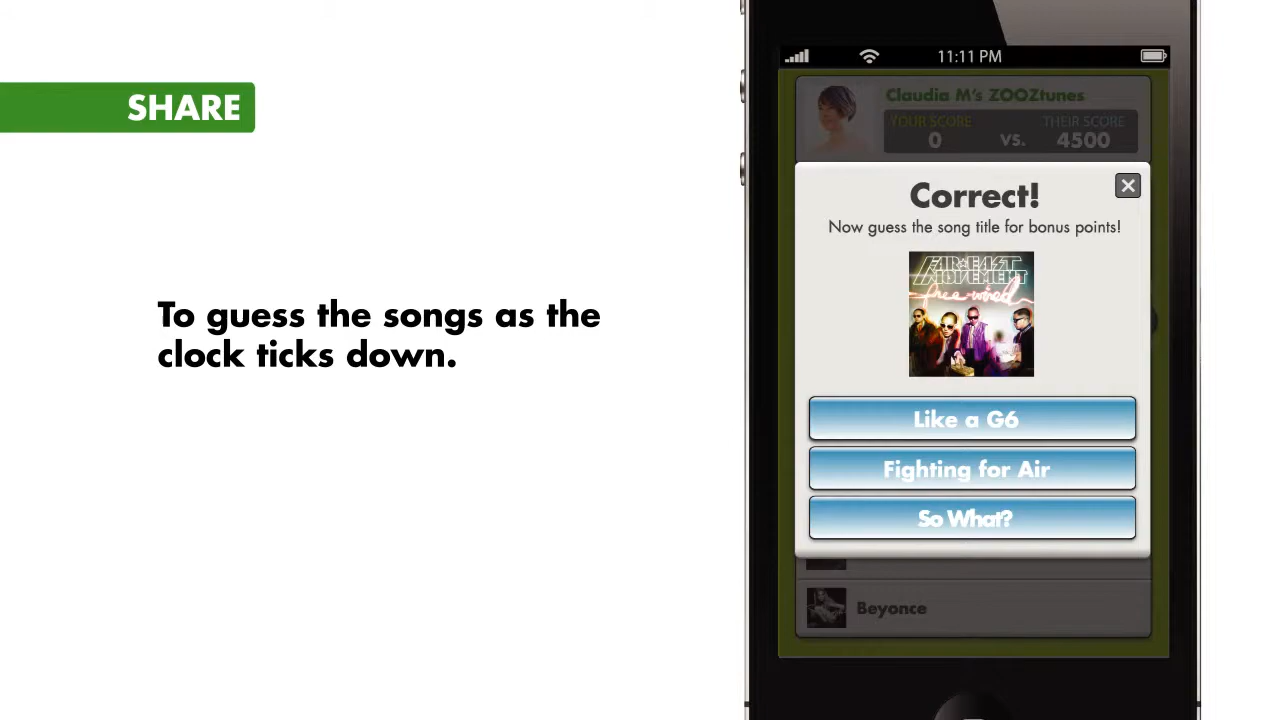 SHARE
To guess the songs as the
clock ticks down.
11:11 PM
Claudia M's ZOOZtunes
YOUR SCORE
THEIR SCORE
0
vs.
4500
Correct!
Now guess the song title for bonus points!
FAR★EAST
MOVEMENT
free-wired
Like a G6
Fighting for Air
So What?
Beyonce